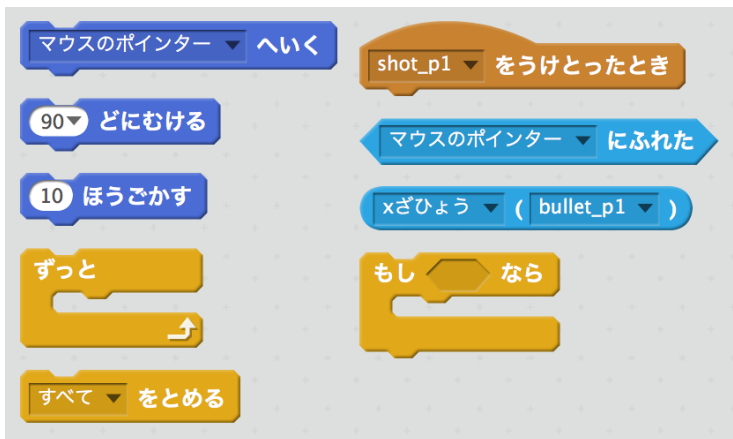 マウスのポインター へいく
90 どにむける
10 ほうごかす
ずっと
すべて をとめる
shot_p1 をうけとったとき
マウスのポインター にふれた
xざひょう ( bullet_p1 )
もし なら